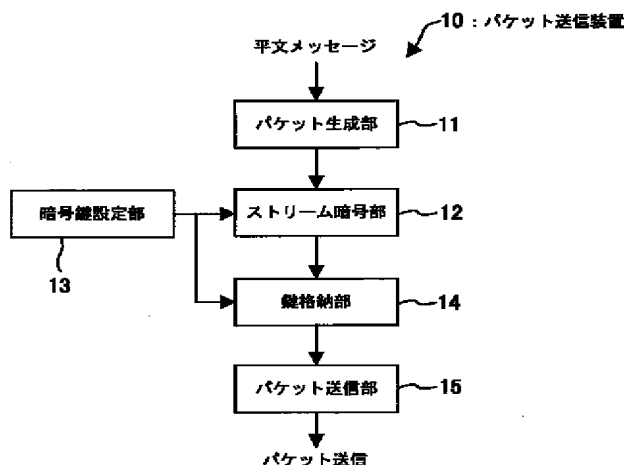 10:パケット送信装置
平文メッセージ
パケット生成部
11
暗号鍵設定部
ストリーム暗号部
12
13
鍵格納部
14
パケット送信部
15
パケット送信